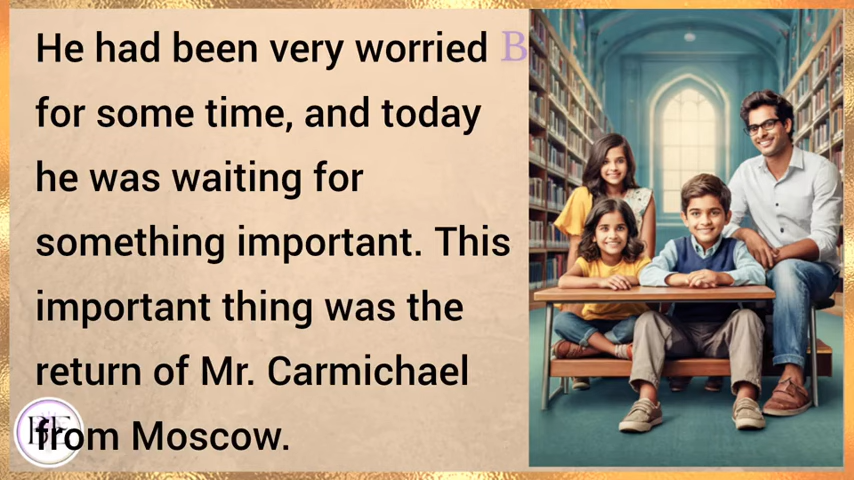 He had been very worried B
for some time, and today
he was waiting for
something important. This
important thing was the
return of Mr. Carmichael
from Moscow.